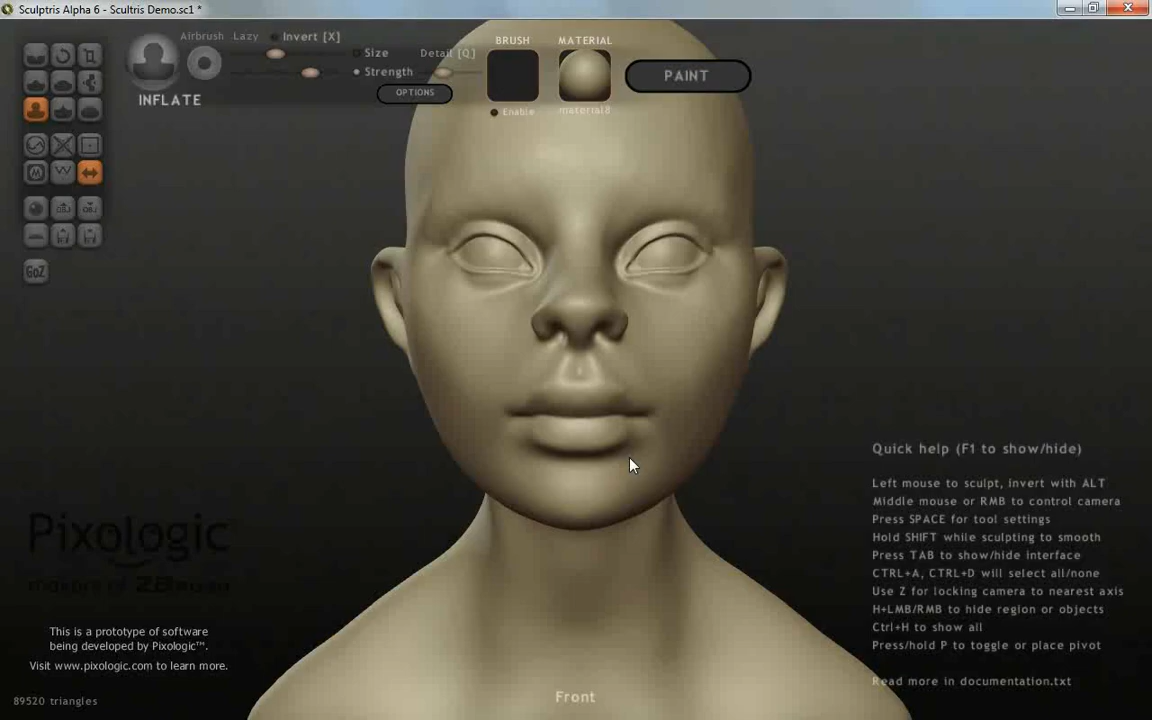 Sculptris Alpha 6 - Scultris Demo.sc1 *
Airbrush Lazy Invert [X]
Size Detail [Q]
Strength
INFLATE
OPTIONS
BRUSH
Enable
MATERIAL
material8
PAINT
GoZ
Quick help (F1 to show/hide)
Left mouse to sculpt, invert with ALT
Middle mouse or RMB to control camera
Press SPACE for tool settings
Hold SHIFT while sculpting to smooth
Press TAB to show/hide interface
CTRL+A, CTRL+D will select all/none
Use Z for locking camera to nearest axis
H+LMB/RMB to hide region or objects
Ctrl+H to show all
Press/hold P to toggle or place pivot
Read more in documentation.txt
Pixologic
makers of ZBrush
This is a prototype of software
being developed by Pixologic™.
Visit www.pixologic.com to learn more.
89520 triangles
Front